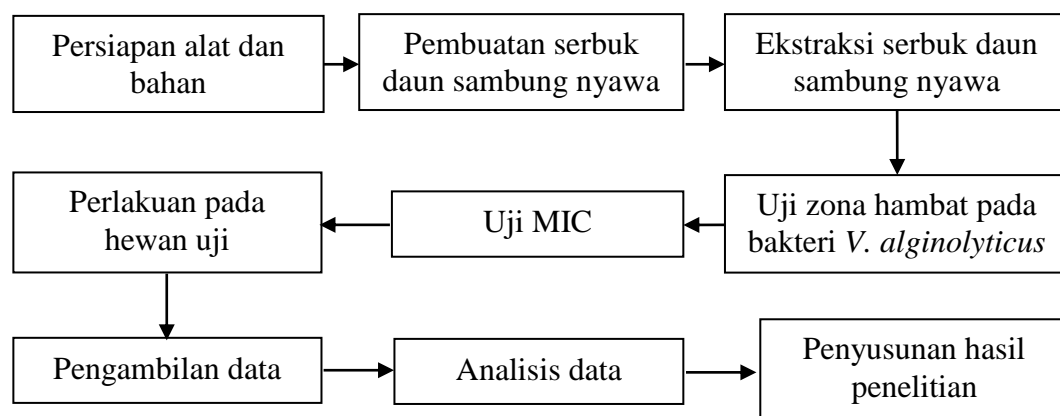 Persiapan alat dan
bahan
Pembuatan serbuk
daun sambung nyawa
Ekstraksi serbuk daun
sambung nyawa
Uji zona hambat pada
bakteri V. alginolyticus
Uji MIC
Perlakuan pada
hewan uji
Pengambilan data
Analisis data
Penyusunan hasil
penelitian